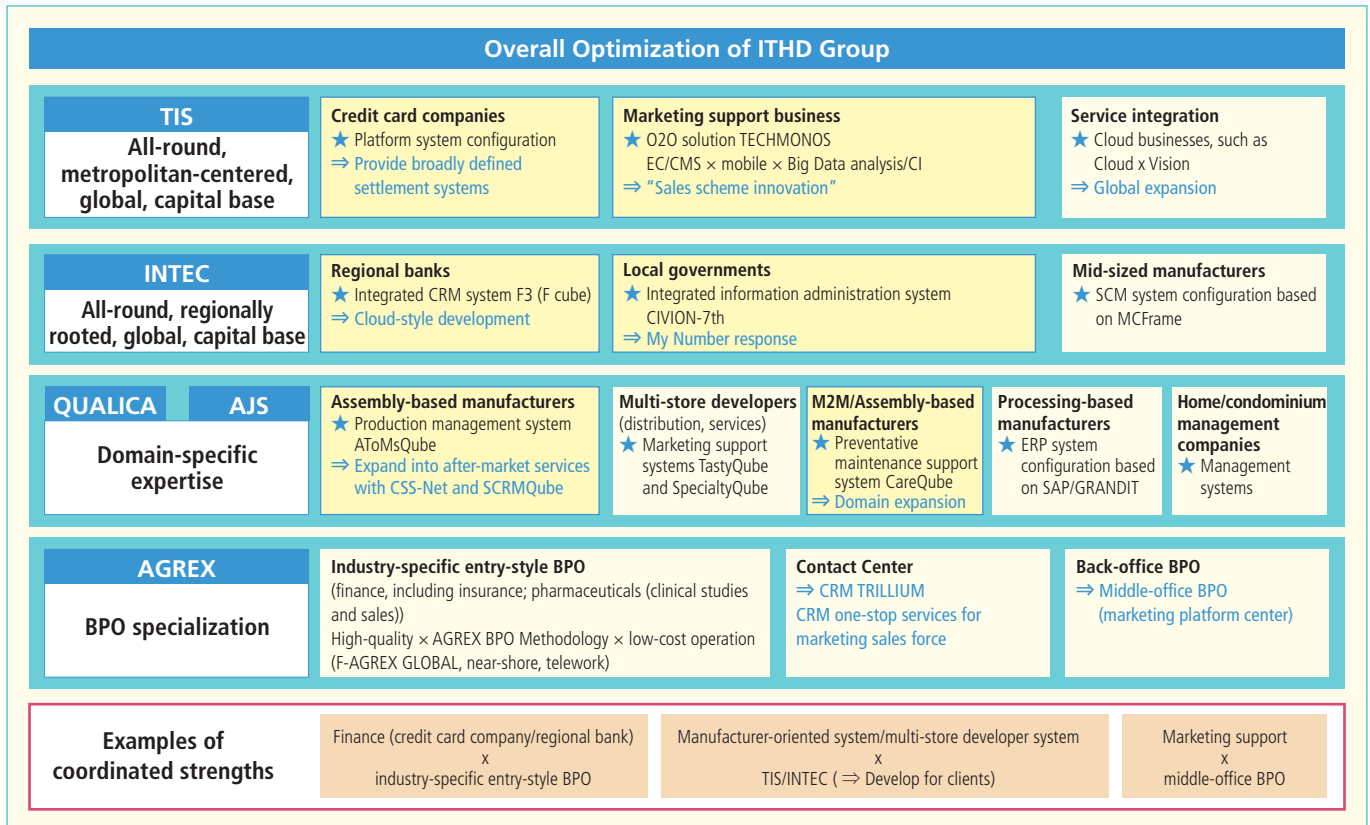 Overall Optimization of ITHD Group
TIS
All-round,
metropolitan-centered,
global, capital base
Credit card companies
★ Platform system configuration
⇒ Provide broadly defined
settlement systems
Marketing support business
★ O2O solution TECHMONOS
EC/CMS × mobile × Big Data analysis/CI
⇒ “Sales scheme innovation”
Service integration
★ Cloud businesses, such as
Cloud x Vision
⇒ Global expansion
INTEC
All-round, regionally
rooted, global, capital base
Regional banks
★ Integrated CRM system F3 (F cube)
⇒ Cloud-style development
Local governments
★ Integrated information administration system
CIVION-7th
⇒ My Number response
Mid-sized manufacturers
★ SCM system configuration based
on MCFrame
QUALICA
AJS
Domain-specific
expertise
Assembly-based manufacturers
★ Production management system
AToMsQube
⇒ Expand into after-market services
with CSS-Net and SCRMQube
Multi-store developers
(distribution, services)
★ Marketing support
systems TastyQube
and SpecialtyQube
M2M/Assembly-based
manufacturers
★ Preventative
maintenance support
system CareQube
⇒ Domain expansion
Processing-based
manufacturers
★ ERP system
configuration based
on SAP/GRANDIT
Home/condominium
management
companies
★ Management
systems
AGREX
BPO specialization
Industry-specific entry-style BPO
(finance, including insurance; pharmaceuticals (clinical studies
and sales))
High-quality × AGREX BPO Methodology × low-cost operation
(F-AGREX GLOBAL, near-shore, telework)
Contact Center
⇒ CRM TRILLIUM
CRM one-stop services for
marketing sales force
Back-office BPO
⇒ Middle-office BPO
(marketing platform center)
Examples of
coordinated strengths
Finance (credit card company/regional bank)
x
industry-specific entry-style BPO
Manufacturer-oriented system/multi-store developer system
x
TIS/INTEC ( ⇒ Develop for clients)
Marketing support
x
middle-office BPO